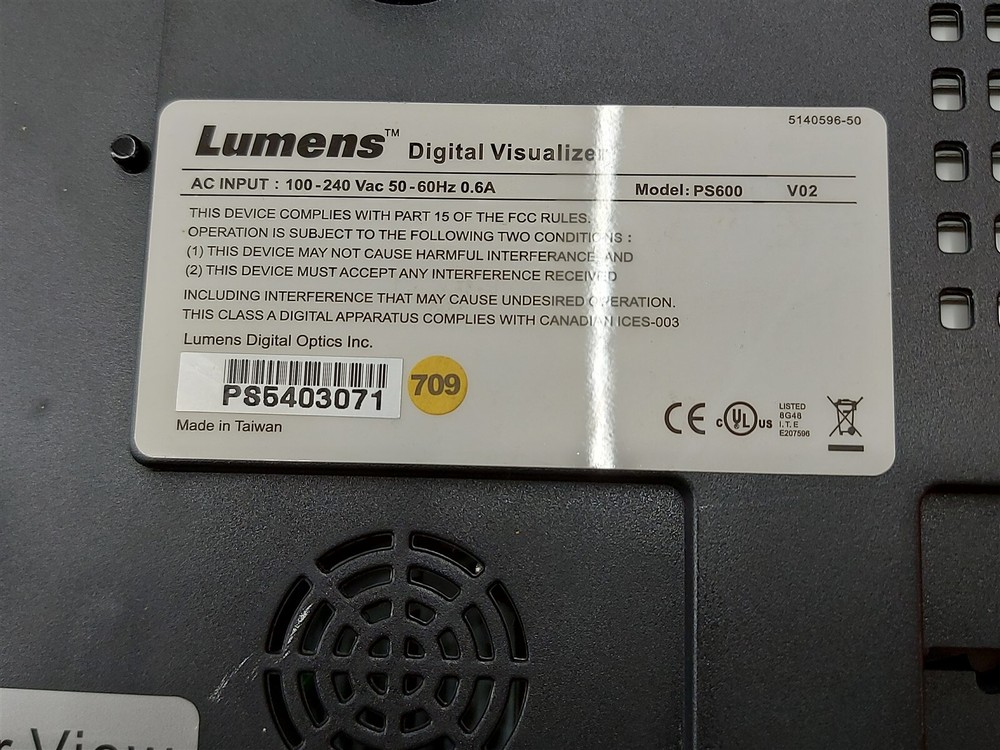 5140596-50
Lumens™ Digital Visualizer
AC INPUT : 100-240 Vac 50-60Hz 0.6A Model: PS600 V02
THIS DEVICE COMPLIES WITH PART 15 OF THE FCC RULES.
OPERATION IS SUBJECT TO THE FOLLOWING TWO CONDITIONS :
(1) THIS DEVICE MAY NOT CAUSE HARMFUL INTERFERANCE, AND
(2) THIS DEVICE MUST ACCEPT ANY INTERFERENCE RECEIVED
INCLUDING INTERFERENCE THAT MAY CAUSE UNDESIRED OPERATION.
THIS CLASS A DIGITAL APPARATUS COMPLIES WITH CANADIAN ICES-003
Lumens Digital Optics Inc.
PS5403071
709
Made in Taiwan
CE
c UL US
LISTED
8G48
I.T.E
E207596
View